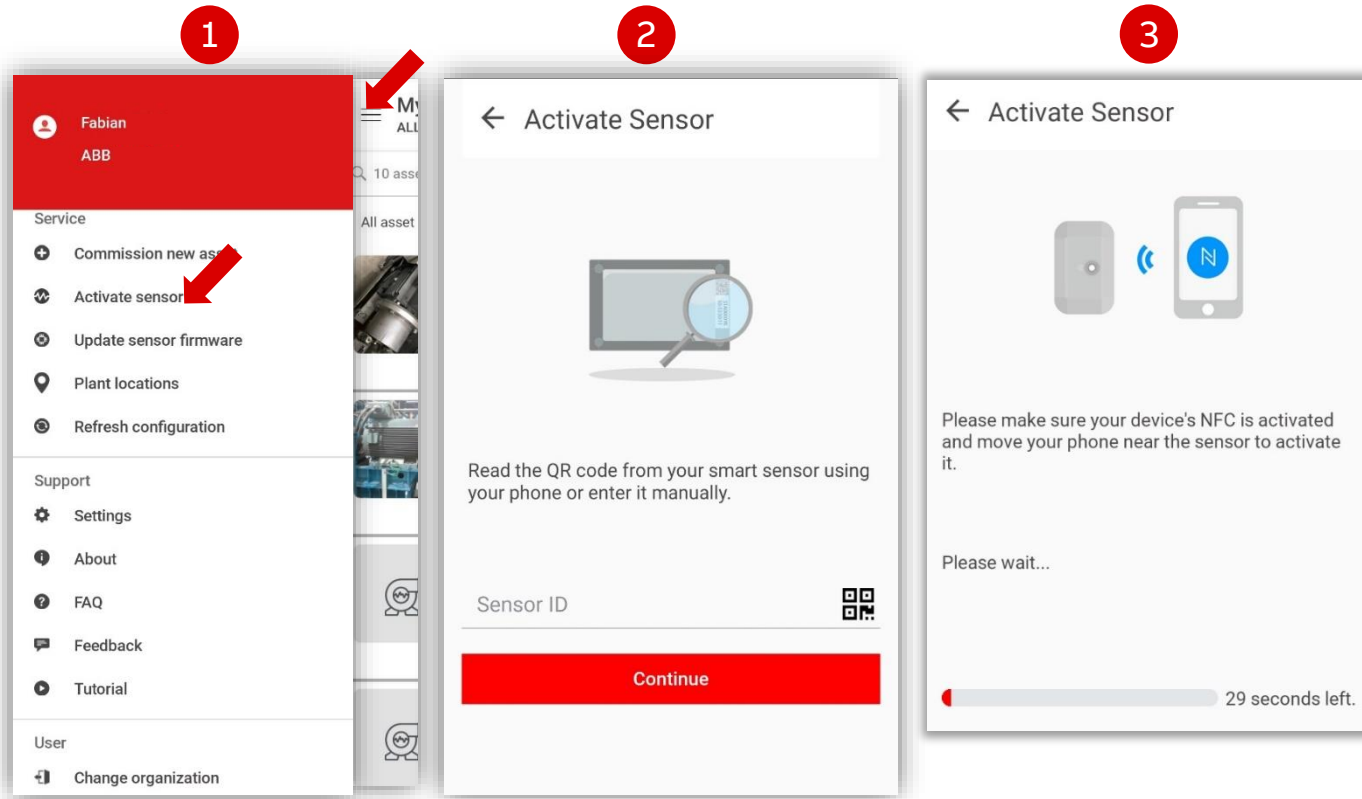 1
Fabian
ABB
Service
Commission new
Activate sensor
Update sensor firmware
Plant locations
Refresh configuration
Support
Settings
About
FAQ
Feedback
Tutorial
User
Change organization
My
ALL
10
All asset
2
Activate Sensor
Read the QR code from your smart sensor using
your phone or enter it manually.
Sensor ID
Continue
3
Activate Sensor
N
Please make sure your device's NFC is activated
and move your phone near the sensor to activate
it.
Please wait...
29 seconds left.